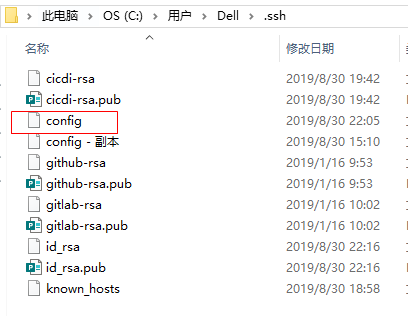 此电脑 > OS (C:) > 用户 > Dell > .ssh
名称 修改日期
cicdi-rsa 2019/8/30 19:42
cicdi-rsa.pub 2019/8/30 19:42
config 2019/8/30 22:05
config - 副本 2019/8/30 15:10
github-rsa 2019/1/16 9:53
github-rsa.pub 2019/1/16 9:53
gitlab-rsa 2019/1/16 10:02
gitlab-rsa.pub 2019/1/16 10:02
id_rsa 2019/8/30 22:16
id_rsa.pub 2019/8/30 22:16
known_hosts 2019/8/30 18:58